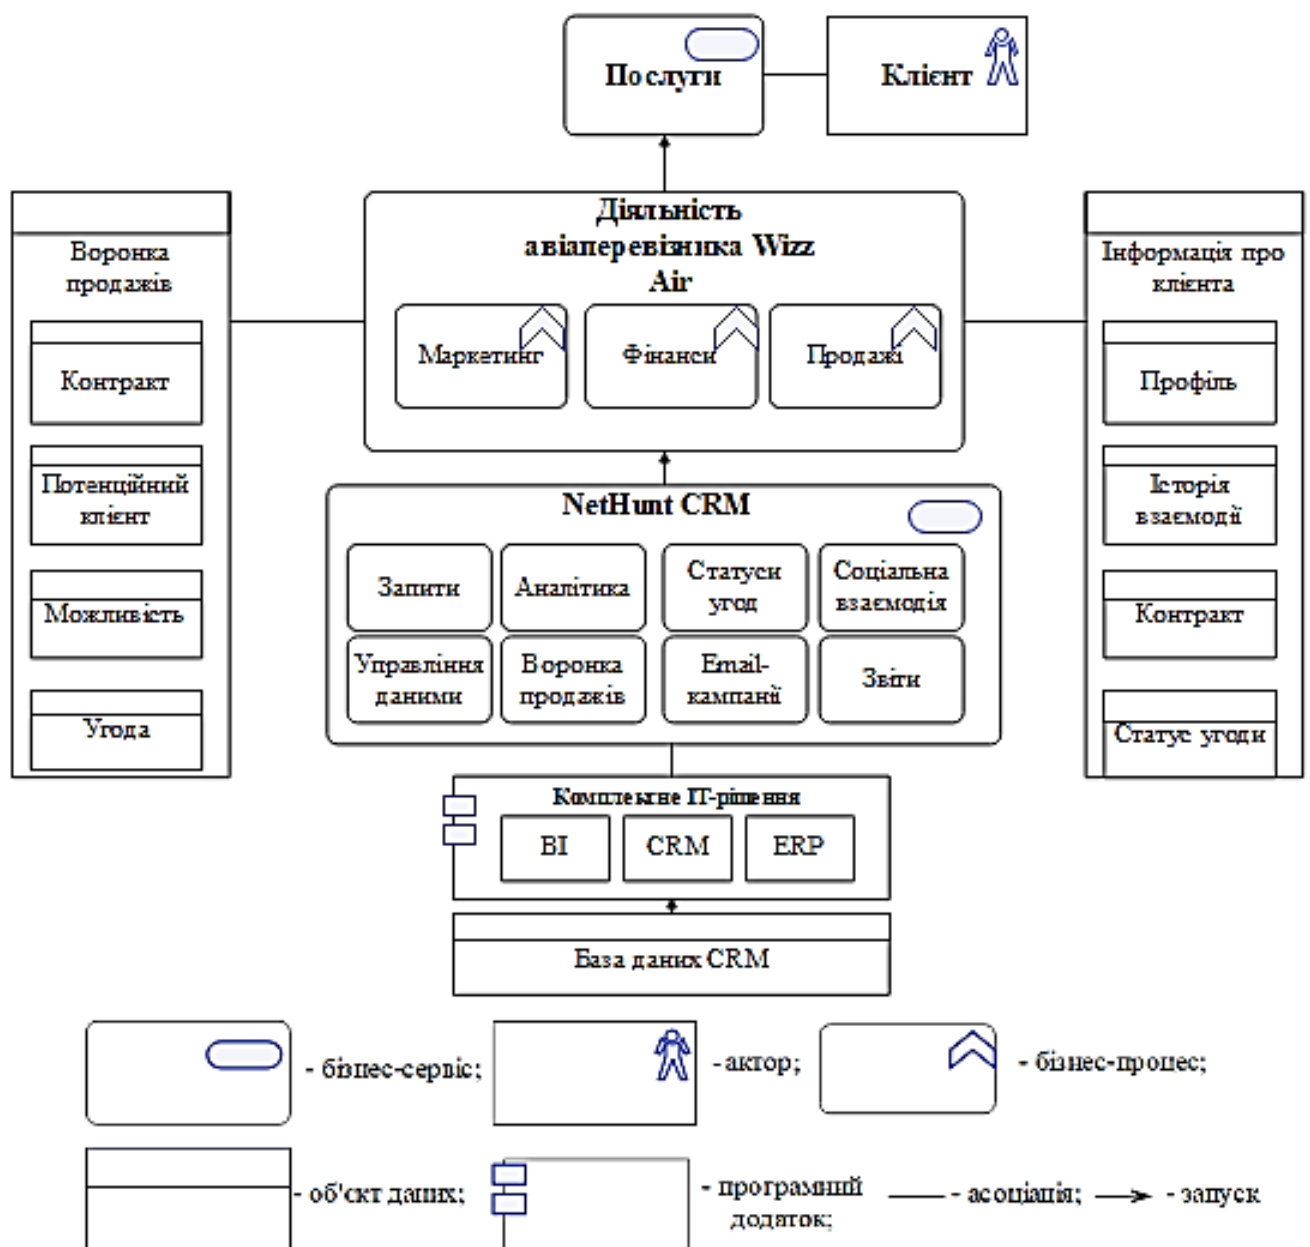 Послуги
Клієнт
Діяльність
авіаперевізника Wizz
Air
Маркетинг
Фінанси
Продажі
Воронка
продажів
Контракт
Потенційний
клієнт
Можливість
Угода
Інформація про
клієнта
Профіль
Історія
взаємодії
Контракт
Статус угоди
NetHunt CRM
Запити
Аналітика
Статуси
угод
Соціальна
взаємодія
Управління
даними
Воронка
продажів
Email-
кампанії
Звіти
Комплексне ІТ-рішення
BI
CRM
ERP
База даних CRM
- бізнес-сервіс;
- актор;
- бізнес-процес;
- об'єкт даних;
- програмний
додаток;
- асоціація;
- запуск